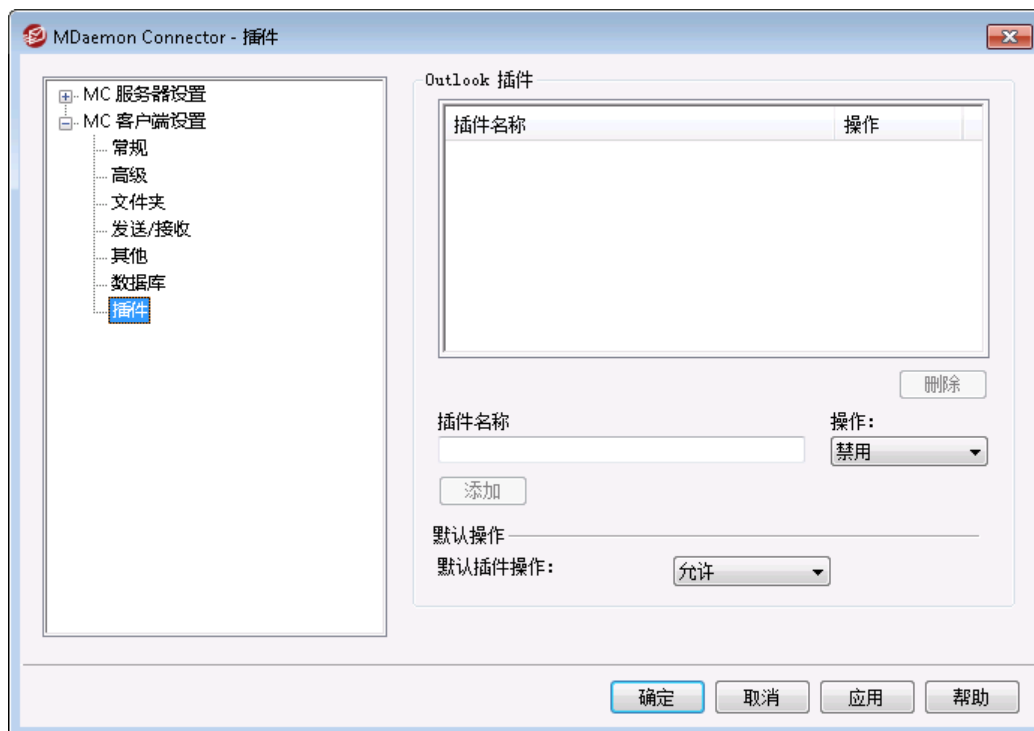 MDaemon Connector - 插件
MC 服务器设置
MC 客户端设置
常规
高级
文件夹
发送/接收
其他
数据库
插件
Outlook 插件
插件名称 操作
删除
插件名称 操作:
禁用
添加
默认操作
默认插件操作: 允许
确定 取消 应用 帮助